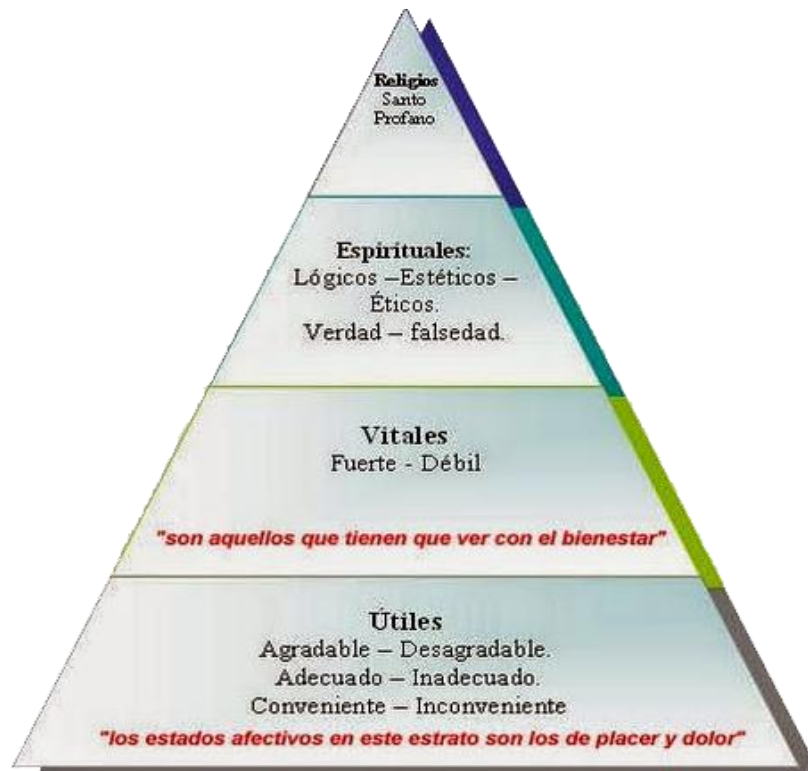 Religios
Santo
Profano
Espirituales:
Lógicos –Estéticos –
Éticos.
Verdad – falsedad.
Vitales
Fuerte - Débil
"son aquellos que tienen que ver con el bienestar"
Útiles
Agradable – Desagradable.
Adecuado – Inadecuado.
Conveniente – Inconveniente
"los estados afectivos en este estrato son los de placer y dolor"